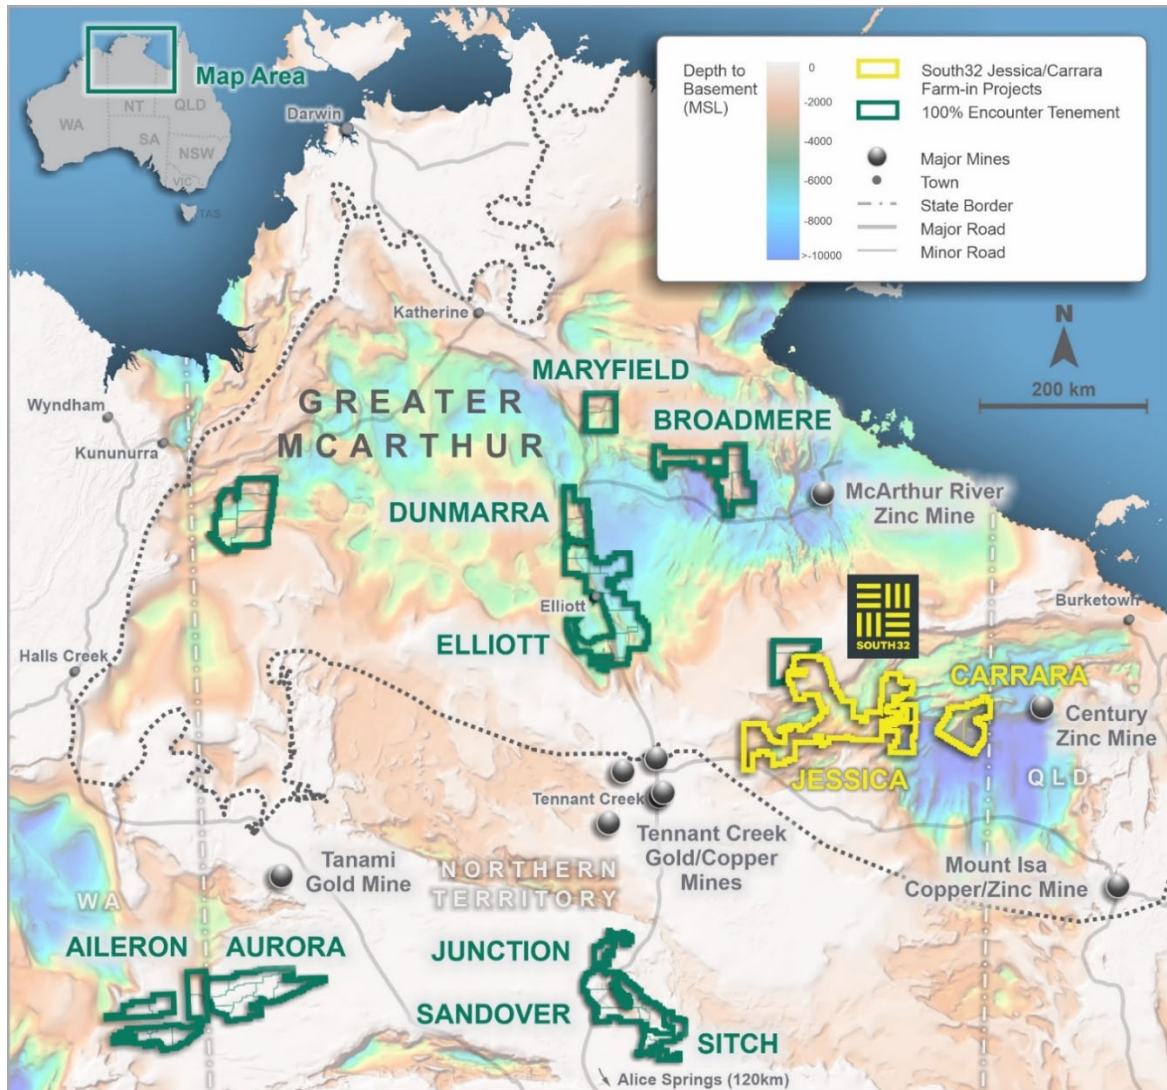 Map Area
WA
NT
QLD
SA
NSW
VIC
TAS
Depth to
Basement
(MSL)
0
-2000
-4000
-6000
-8000
>-10000
South32 Jessica/Carrara
Farm-in Projects
100% Encounter Tenement
Major Mines
Town
State Border
Major Road
Minor Road
N
200 km
Darwin
Katherine
MARYFIELD
GREATER
MCARTHUR
BROADMERE
Wyndham
Kununurra
DUNMARRA
McArthur River
Zinc Mine
Elliott
ELLIOTT
SOUTH32
Burketown
Halls Creek
CARRARA
Century
Zinc Mine
JESSICA
QLD
Tennant Creek
Tennant Creek
Gold/Copper
Mines
Tanami
Gold Mine
NORTHERN
TERRITORY
Mount Isa
Copper/Zinc Mine
WA
AILERON
AURORA
JUNCTION
SANDOVER
SITCH
Alice Springs (120km)